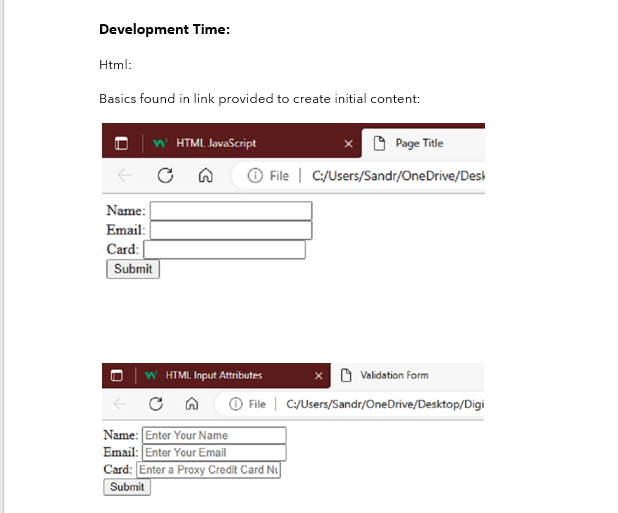 Development Time:
Html:
Basics found in link provided to create initial content:
HTML JavaScript
Page Title
File
C:/Users/Sandr/OneDrive/Desk
Name:
Email:
Card:
Submit
HTML Input Attributes
Validation Form
File
C:/Users/Sandr/OneDrive/Desktop/Digi
Name: Enter Your Name
Email: Enter Your Email
Card: Enter a Proxy Credit Card Nu
Submit